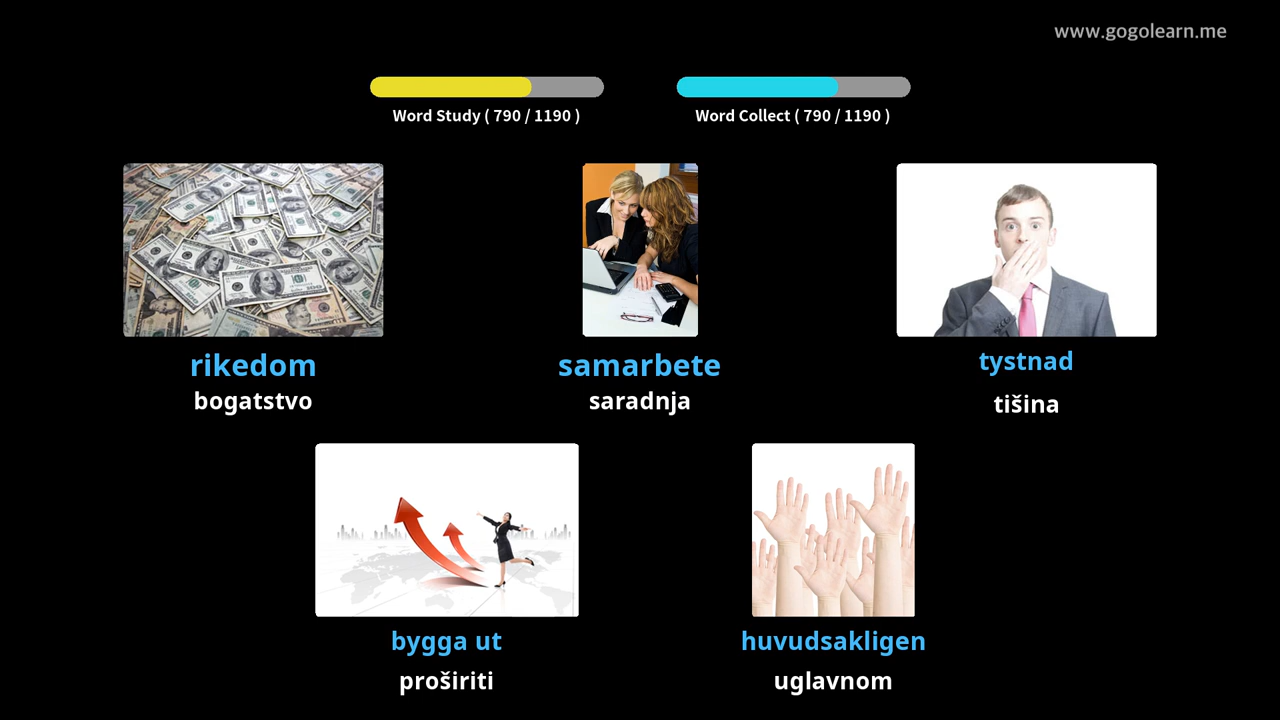 www.gogolearn.me
Word Study ( 790 / 1190 )
Word Collect ( 790 / 1190 )
rikedom
bogatstvo
samarbete
saradnja
tystnad
tišina
bygga ut
proširiti
huvudsakligen
uglavnom